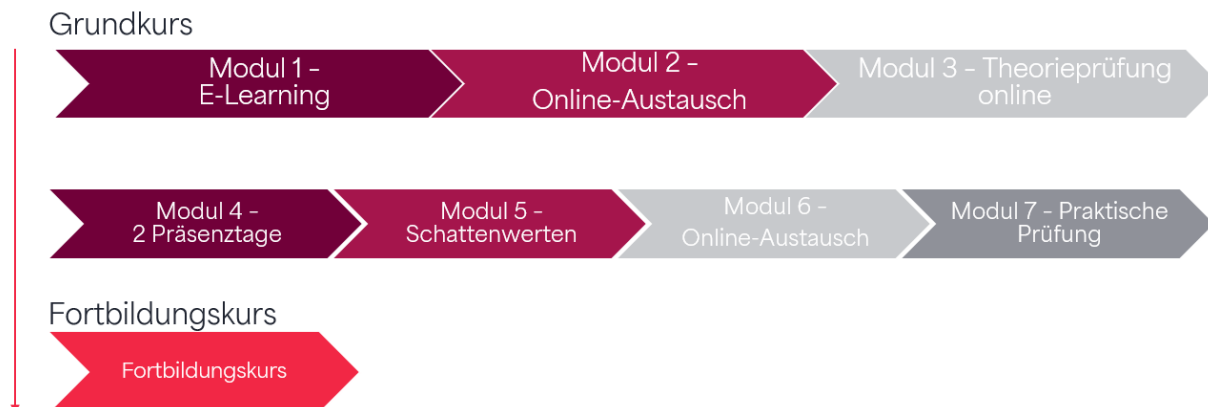 Grundkurs
Modul 1 –
E-Learning
Modul 2 –
Online-Austausch
Modul 3 – Theorieprüfung
online
Modul 4 –
2 Präsenztage
Modul 5 –
Schattenwerten
Modul 6 –
Online-Austausch
Modul 7 – Praktische
Prüfung
Fortbildungskurs
Fortbildungskurs